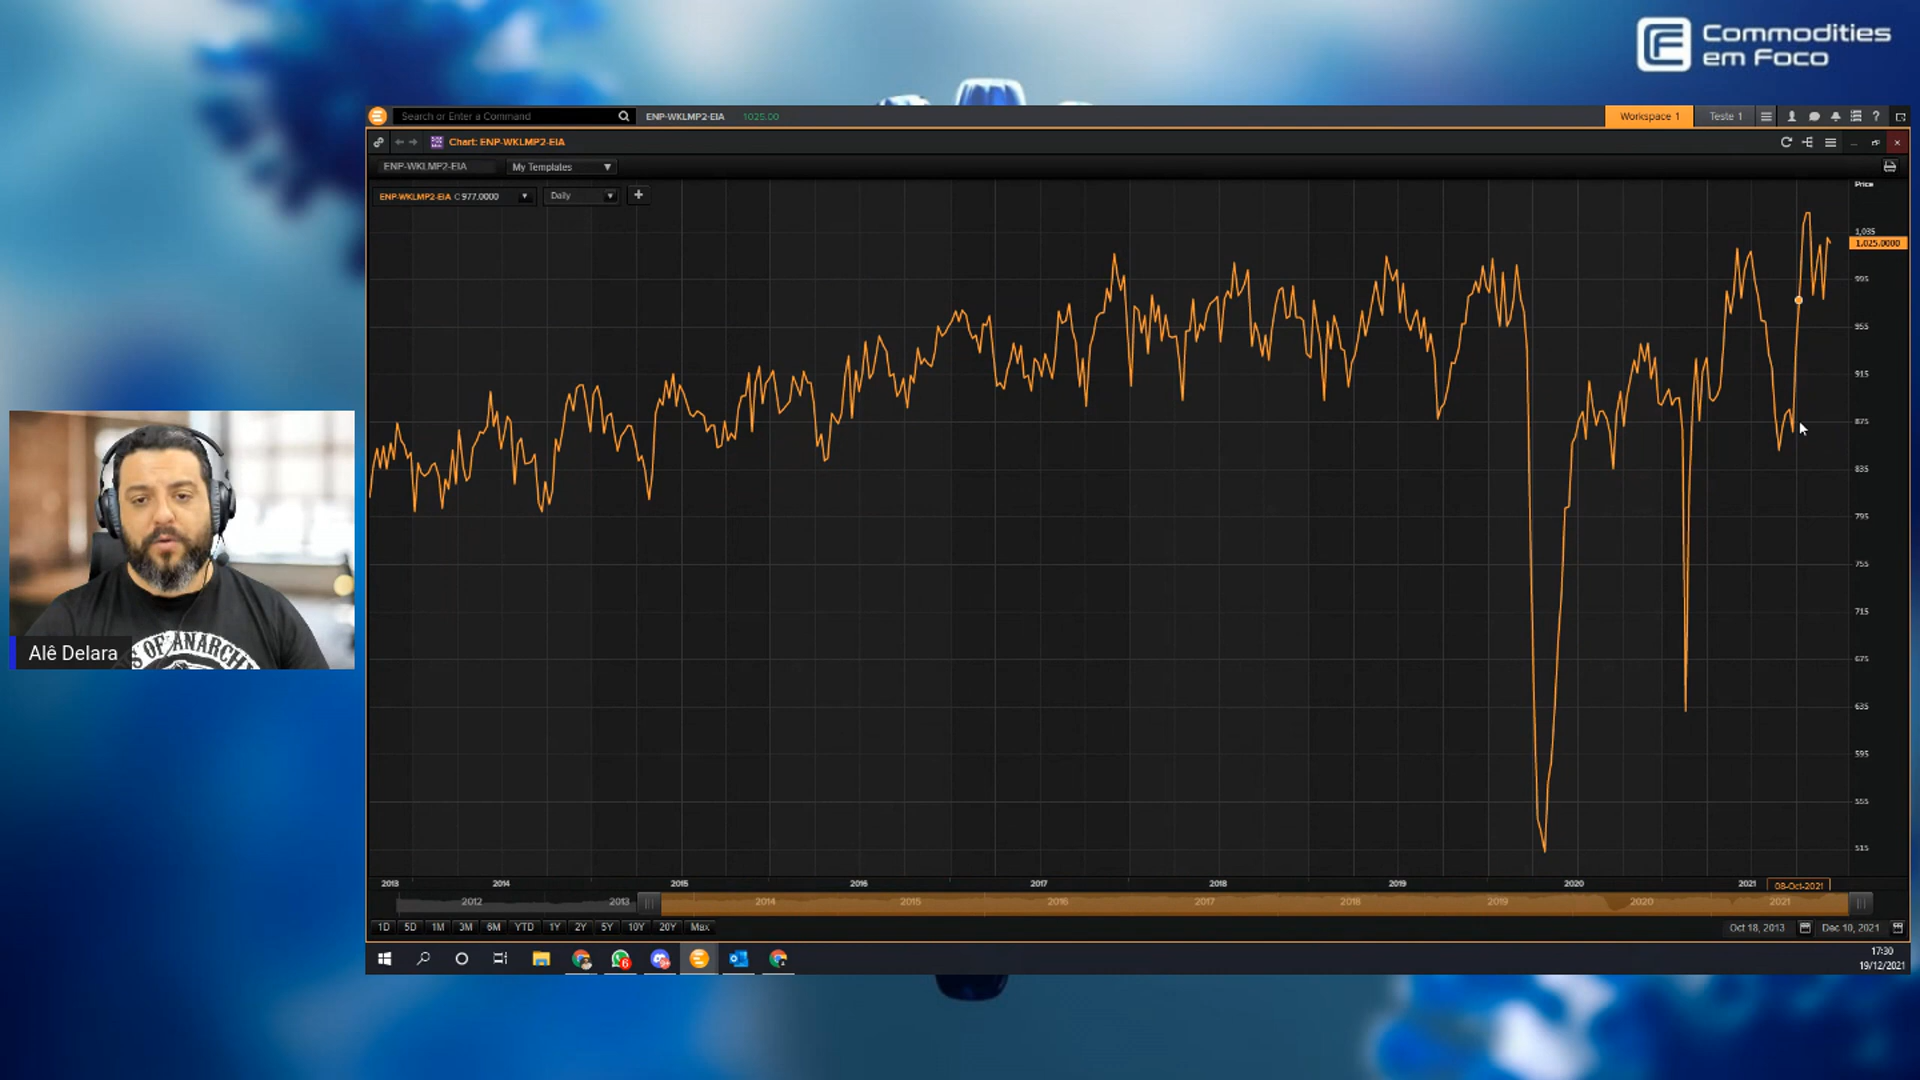 Commodities
em Foco
Search or Enter a Command
ENP-WKLMP2-EIA 1025.00
Workspace 1
Teste 1
?
Chart: ENP-WKLMP2-EIA
ENP-WKLMP2-EIA
My Templates
ENP-WKLMP2-EIA C 977.0000
Daily
+
Price
1,035
1,025.0000
995
955
915
875
835
795
755
715
675
635
595
555
515
Alê Delara
S OF ANARCH
2013 2014 2015 2016 2017 2018 2019 2020 2021 08-Oct-2021
2012 2013 2014 2015 2016 2017 2018 2019 2020 2021
1D 5D 1M 3M 6M YTD 1Y 2Y 5Y 10Y 20Y Max
Oct 18, 2013 Dec 10, 2021
6
17:30
19/12/2021